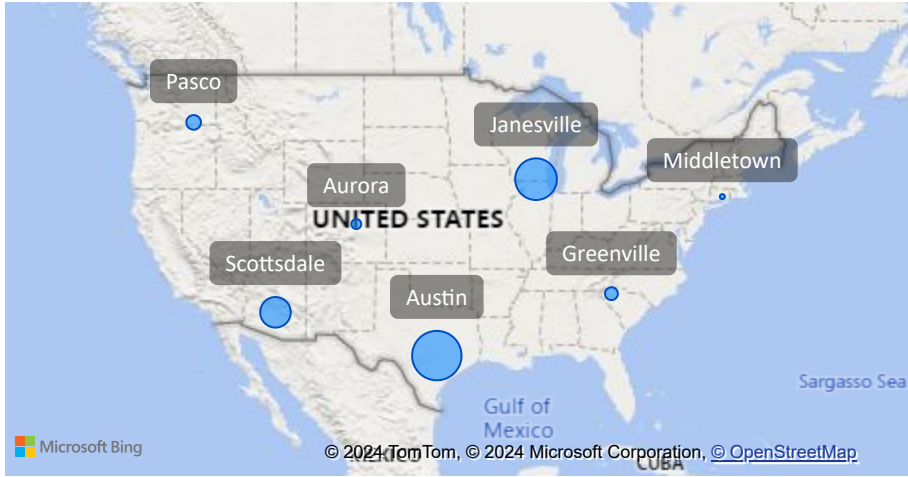 Pasco
Janesville
Middletown
Aurora
UNITED STATES
Greenville
Scottsdale
Austin
Sargasso Sea
Gulf of
Mexico
Microsoft Bing
© 2024 TomTom, © 2024 Microsoft Corporation, © OpenStreetMap
MEXICO
CUBA